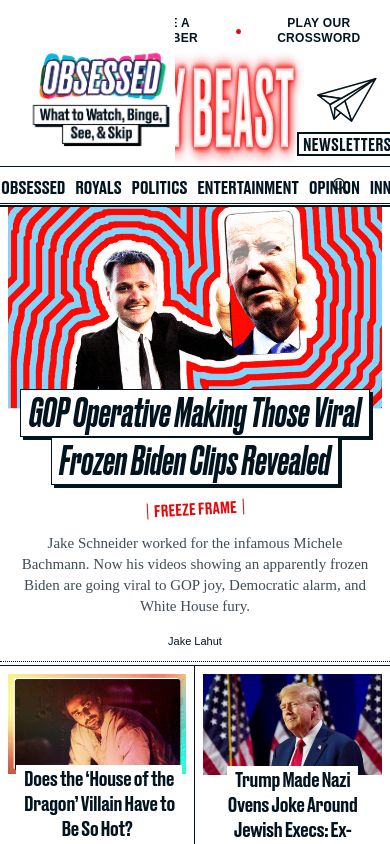 E A
BER
PLAY OUR
CROSSWORD
OBSESSED
What to Watch, Binge,
See, & Skip
Y BEAST
NEWSLETTERS
OBSESSED ROYALS POLITICS ENTERTAINMENT OPINION INN
GOP Operative Making Those Viral
Frozen Biden Clips Revealed
FREEZE FRAME
Jake Schneider worked for the infamous Michele
Bachmann. Now his videos showing an apparently frozen
Biden are going viral to GOP joy, Democratic alarm, and
White House fury.
Jake Lahut
Does the ‘House of the
Dragon’ Villain Have to
Be So Hot?
Trump Made Nazi
Ovens Joke Around
Jewish Execs: Ex-